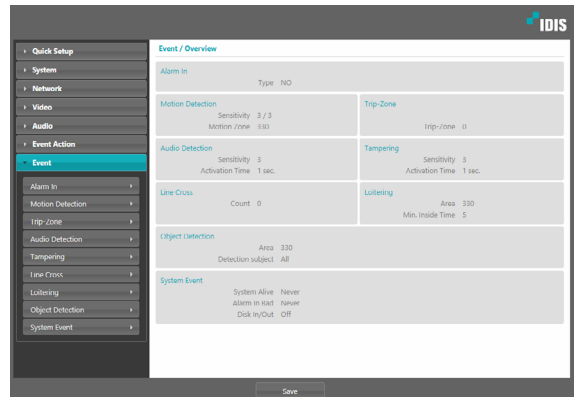 IDIS
Quick Setup
System
Network
Video
Audio
Event Action
Event
Alarm In
Motion Detection
Trip-Zone
Audio Detection
Tampering
Line Cross
Loitering
Object Detection
System Event
Event / Overview
Alarm In
Type NO
Motion Detection
Sensitivity 3 / 3
Motion Zone 330
Trip-Zone
Trip-Zone 0
Audio Detection
Sensitivity 3
Activation Time 1 sec.
Tampering
Sensitivity 3
Activation Time 1 sec.
Line Cross
Count 0
Loitering
Area 330
Min. Inside Time 5
Object Detection
Area 330
Detection subject All
System Event
System Alive Never
Alarm In Bad Never
Disk In/Out Off
Save